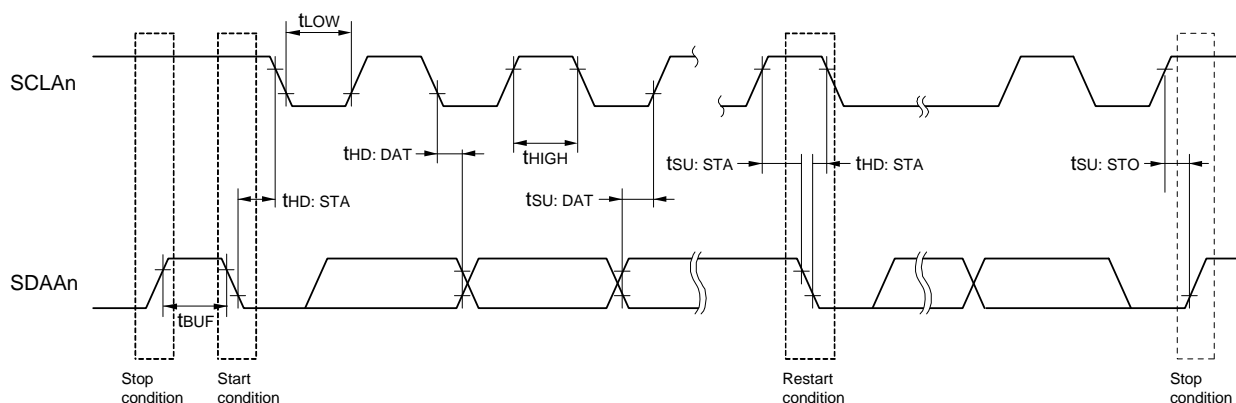 tLOW
SCLAn
tHD: DAT
tHIGH
tSU: STA
tHD: STA
tSU: STO
tHD: STA
tSU: DAT
SDAAn
tBUF
Stop
condition
Start
condition
Restart
condition
Stop
condition